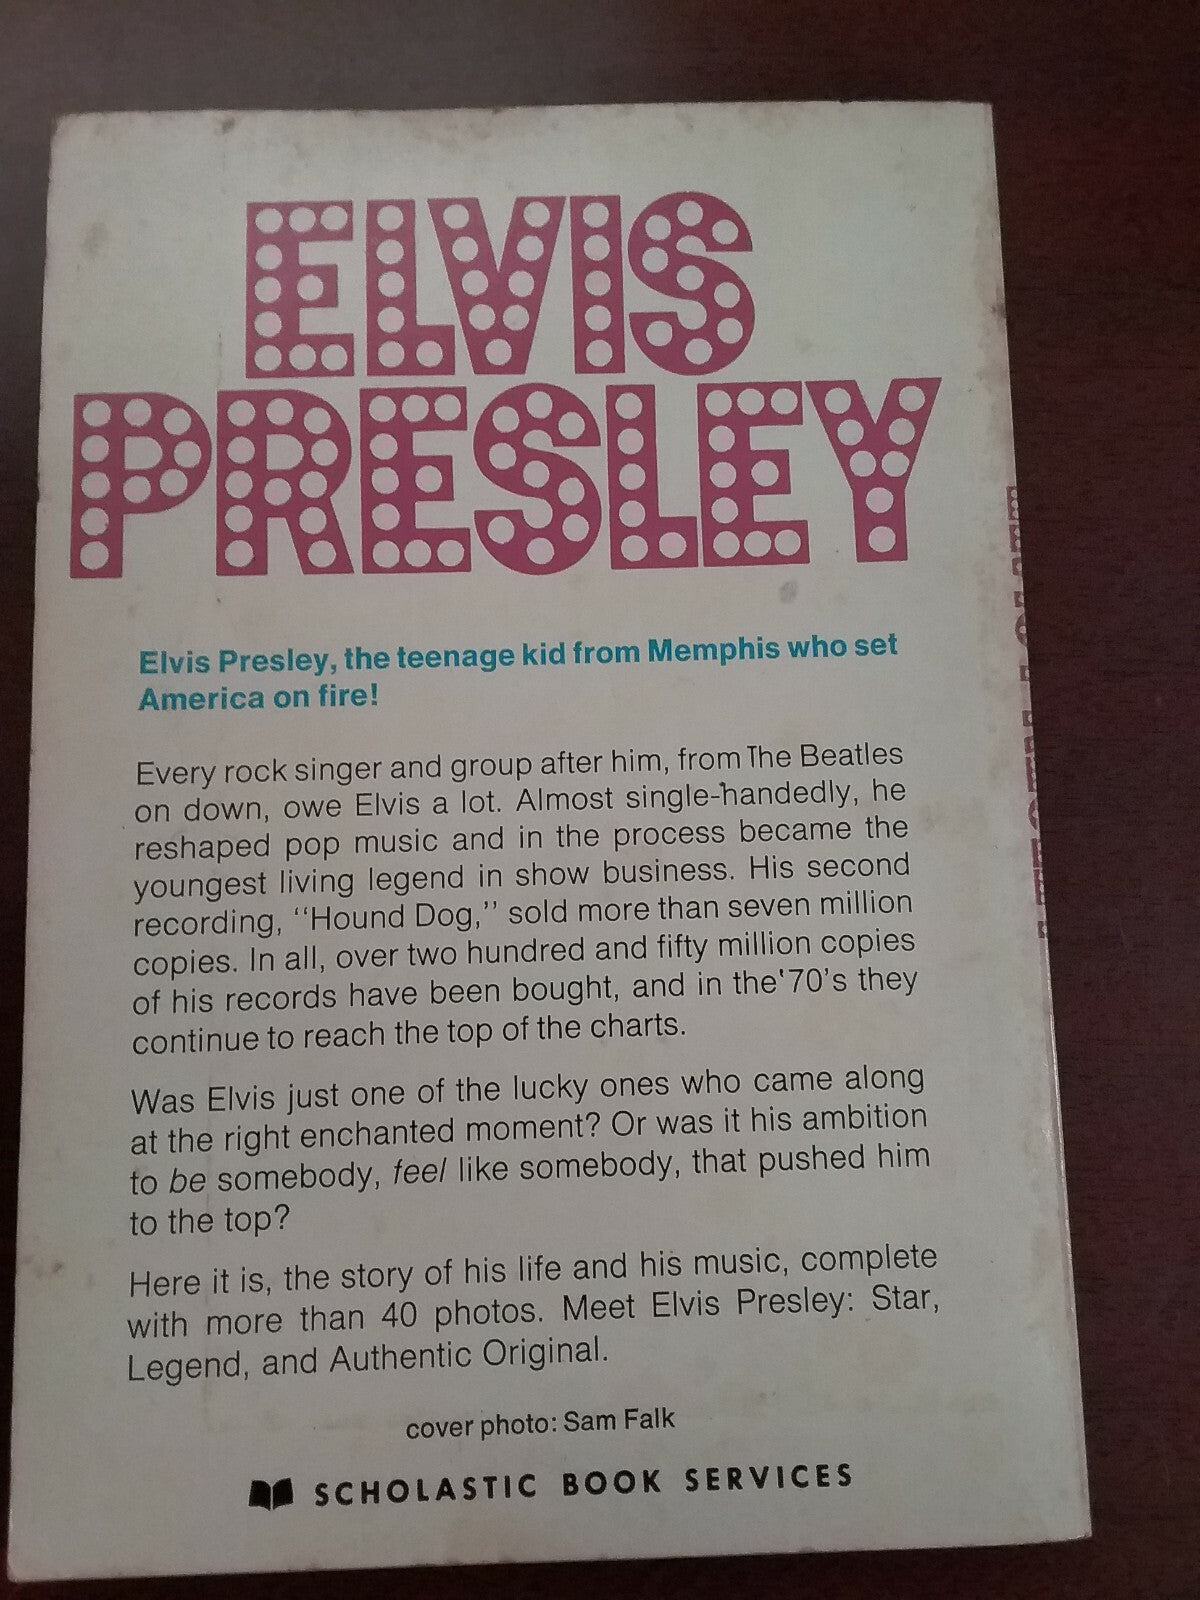 ELVIS
PRESLEY
Elvis Presley, the teenage kid from Memphis who set
America on fire!
Every rock singer and group after him, from The Beatles
on down, owe Elvis a lot. Almost single-handedly, he
reshaped pop music and in the process became the
youngest living legend in show business. His second
recording, "Hound Dog," sold more than seven million
copies. In all, over two hundred and fifty million copies
of his records have been bought, and in the '70's they
continue to reach the top of the charts.
Was Elvis just one of the lucky ones who came along
at the right enchanted moment? Or was it his ambition
to be somebody, feel like somebody, that pushed him
to the top?
Here it is, the story of his life and his music, complete
with more than 40 photos. Meet Elvis Presley: Star,
Legend, and Authentic Original.
cover photo: Sam Falk
SCHOLASTIC BOOK SERVICES